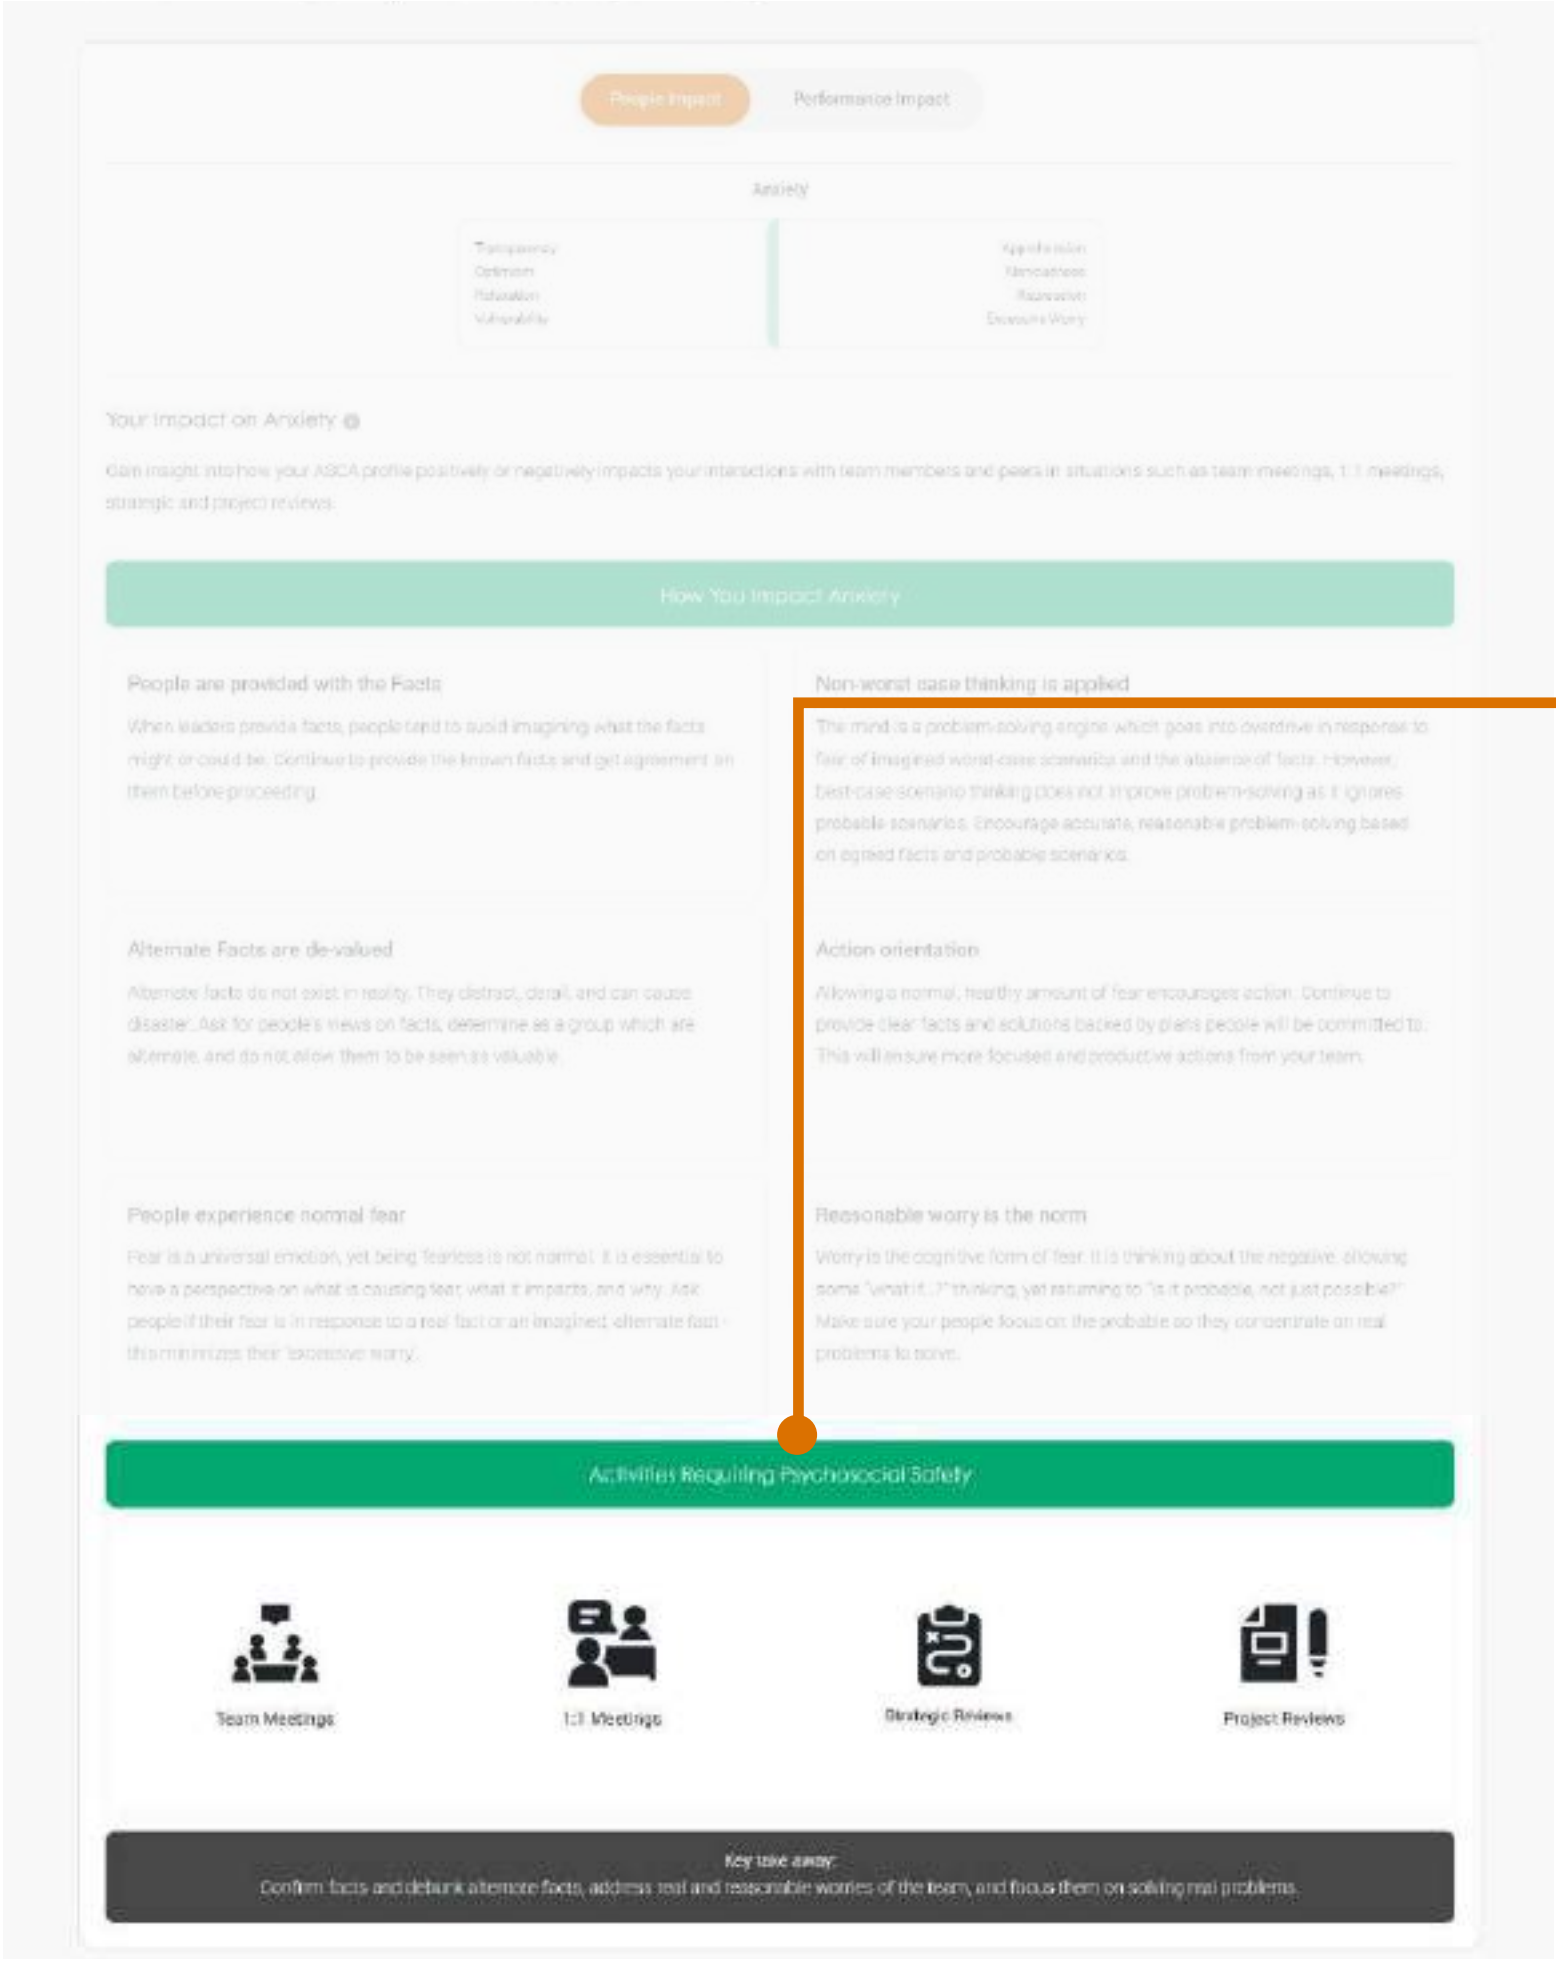 People Impact
Performance Impact
Anxiety
Transparency
Apprehension
Optimism
Nervousness
Relaxation
Repression
Vulnerability
Excessive Worry
Your Impact on Anxiety
Gain insight into how your ASCA profile positively or negatively impacts your interactions with team members and peers in situations such as team meetings, 1:1 meetings,
strategic and project reviews.
How You Impact Anxiety
People are provided with the Facts
When leaders provide facts, people tend to avoid imagining what the facts
might or could be. Continue to provide the known facts and get agreement on
them before proceeding.
Non-worst case thinking is applied
The mind is a problem-solving engine which goes into overdrive in response to
fear of imagined worst-case scenarios and the absence of facts. However,
best-case scenario thinking does not improve problem-solving as it ignores
probable scenarios. Encourage accurate, reasonable problem-solving based
on agreed facts and probable scenarios.
Alternate Facts are de-valued
Alternate facts do not exist in reality. They distract, derail, and can cause
disaster. Ask for people's views on facts, determine as a group which are
alternate, and do not allow them to be seen as valuable.
Action orientation
Allowing a normal, healthy amount of fear encourages action. Continue to
provide clear facts and solutions backed by plans people will be committed to.
This will ensure more focused and productive actions from your team.
People experience normal fear
Fear is a universal emotion, yet being fearless is not normal. It is essential to
have a perspective on what is causing fear, what it impacts, and why. Ask
people if their fear is in response to a real fact or an imagined, alternate fact -
this minimizes their 'excessive worry'.
Reasonable worry is the norm
Worry is the cognitive form of fear. It is thinking about the negative, allowing
some "what if...?" thinking, yet returning to "is it probable, not just possible?"
Make sure your people focus on the probable so they concentrate on real
problems to solve.
Activities Requiring Psychosocial Safety
Team Meetings
1:1 Meetings
Strategic Reviews
Project Reviews
Key take away:
Confirm facts and debunk alternate facts, address real and reasonable worries of the team, and focus them on solving real problems.